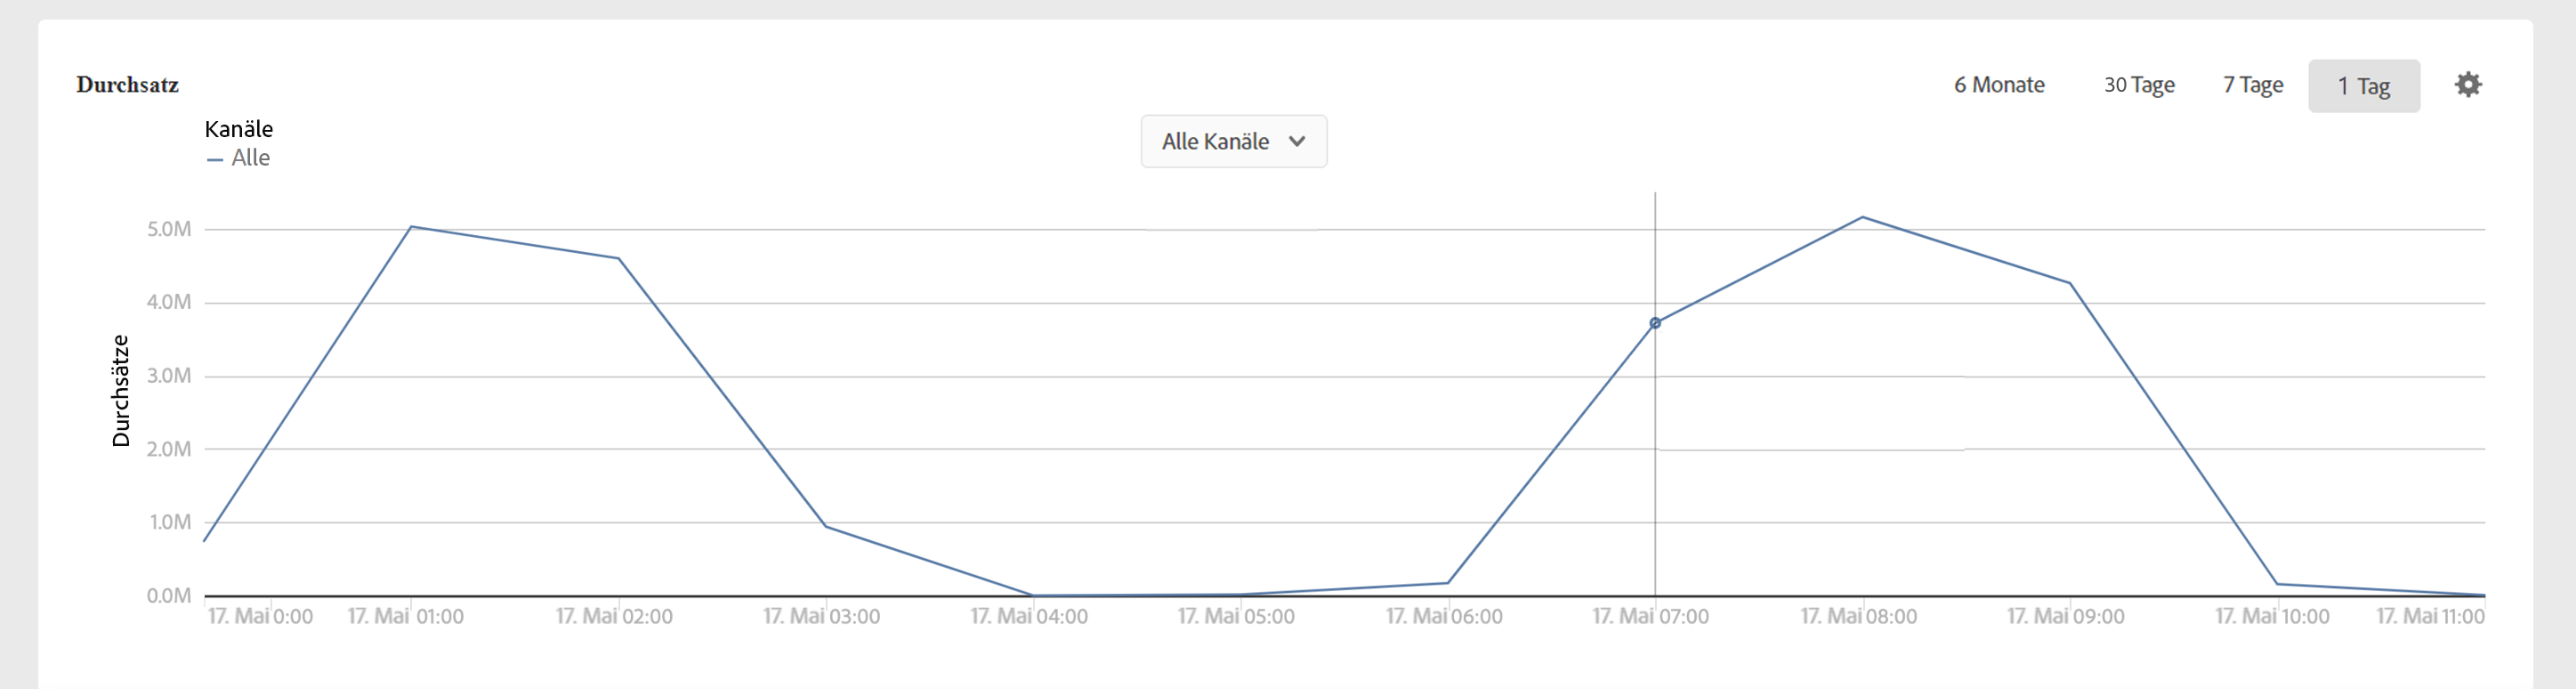 Durchsatz
6 Monate
30 Tage
7 Tage
1 Tag
Kanäle
Alle
Alle Kanäle
Durchsätze
5.0M
4.0M
3.0M
2.0M
1.0M
0.0M
17. Mai 0:00
17. Mai 01:00
17. Mai 02:00
17. Mai 03:00
17. Mai 04:00
17. Mai 05:00
17. Mai 06:00
17. Mai 07:00
17. Mai 08:00
17. Mai 09:00
17. Mai 10:00
17. Mai 11:00